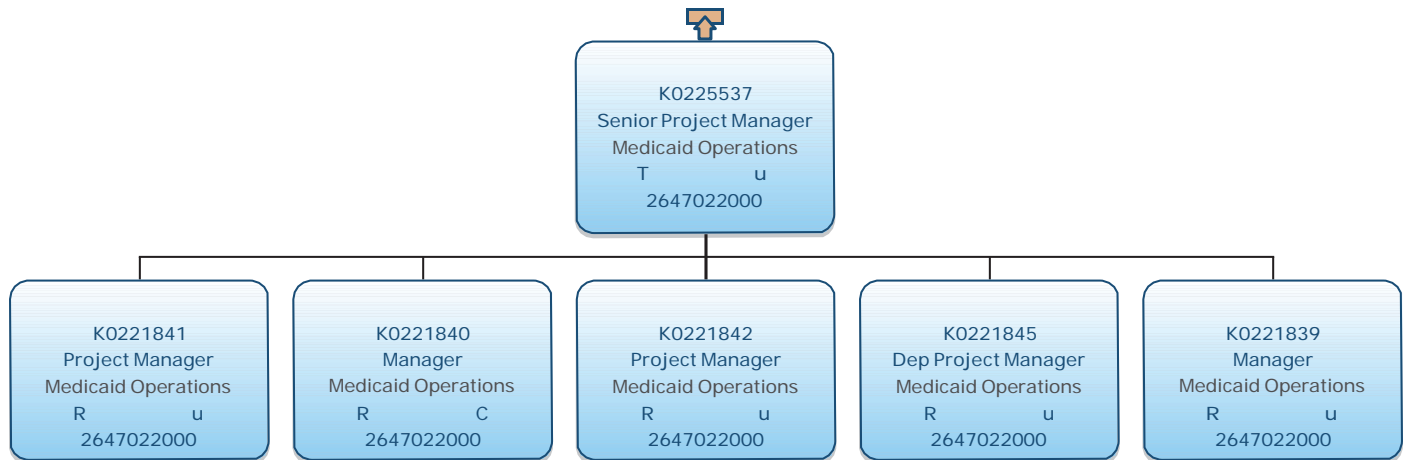 K0225537
Senior Project Manager
Medicaid Operations
T u
2647022000
K0221841
Project Manager
Medicaid Operations
R u
2647022000
K0221840
Manager
Medicaid Operations
R C
2647022000
K0221842
Project Manager
Medicaid Operations
R u
2647022000
K0221845
Dep Project Manager
Medicaid Operations
R u
2647022000
K0221839
Manager
Medicaid Operations
R u
2647022000